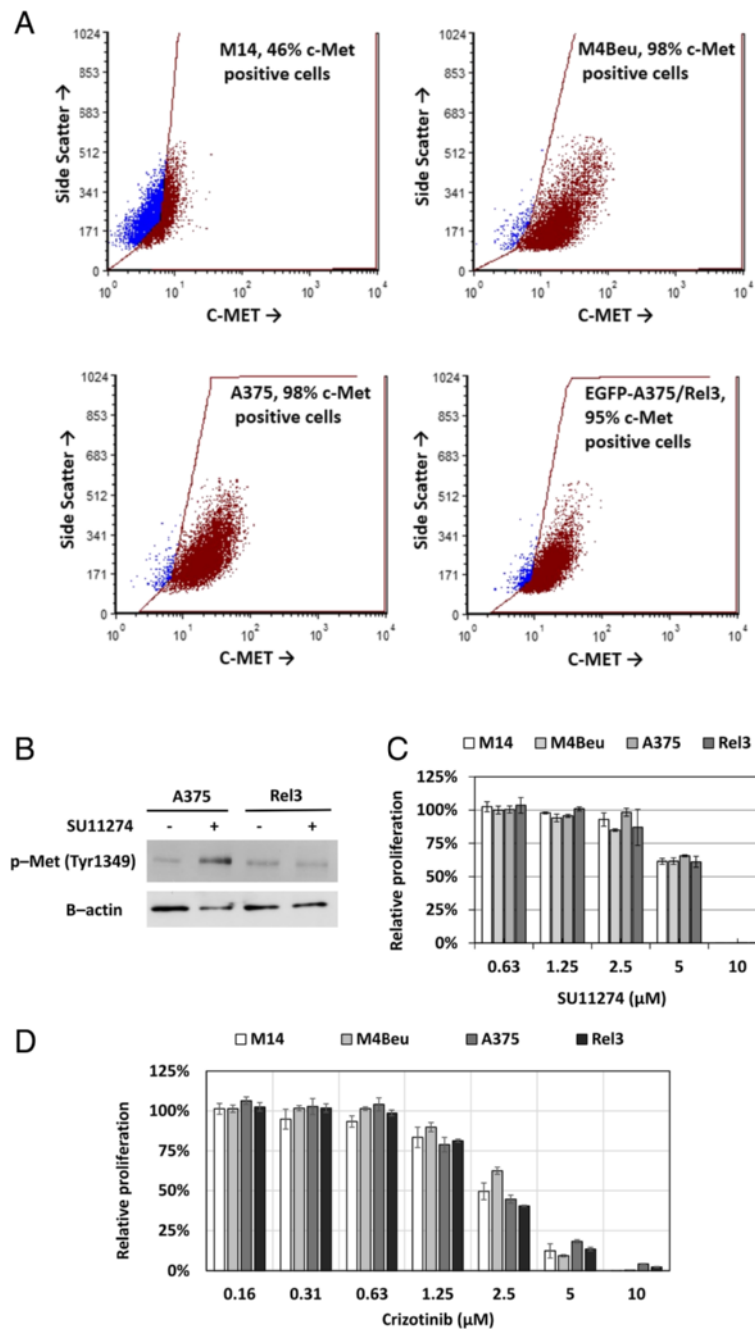 A
M14, 46% c-Met
positive cells
Side Scatter →
1024
853
683
512
341
171
0
10^0 10^1 10^2 10^3 10^4
C-MET →
M4Beu, 98% c-Met
positive cells
Side Scatter →
1024
853
683
512
341
171
0
10^0 10^1 10^2 10^3 10^4
C-MET →
A375, 98% c-Met
positive cells
Side Scatter →
1024
853
683
512
341
171
0
10^0 10^1 10^2 10^3 10^4
C-MET →
EGFP-A375/Rel3,
95% c-Met
positive cells
Side Scatter →
1024
853
683
512
341
171
0
10^0 10^1 10^2 10^3 10^4
C-MET →
B
A375 Rel3
SU11274 - + - +
p–Met (Tyr1349)
B–actin
C
M14 M4Beu A375 Rel3
Relative proliferation
125%
100%
75%
50%
25%
0%
0.63 1.25 2.5 5 10
SU11274 (μM)
D
M14 M4Beu A375 Rel3
Relative proliferation
125%
100%
75%
50%
25%
0%
0.16 0.31 0.63 1.25 2.5 5 10
Crizotinib (μM)